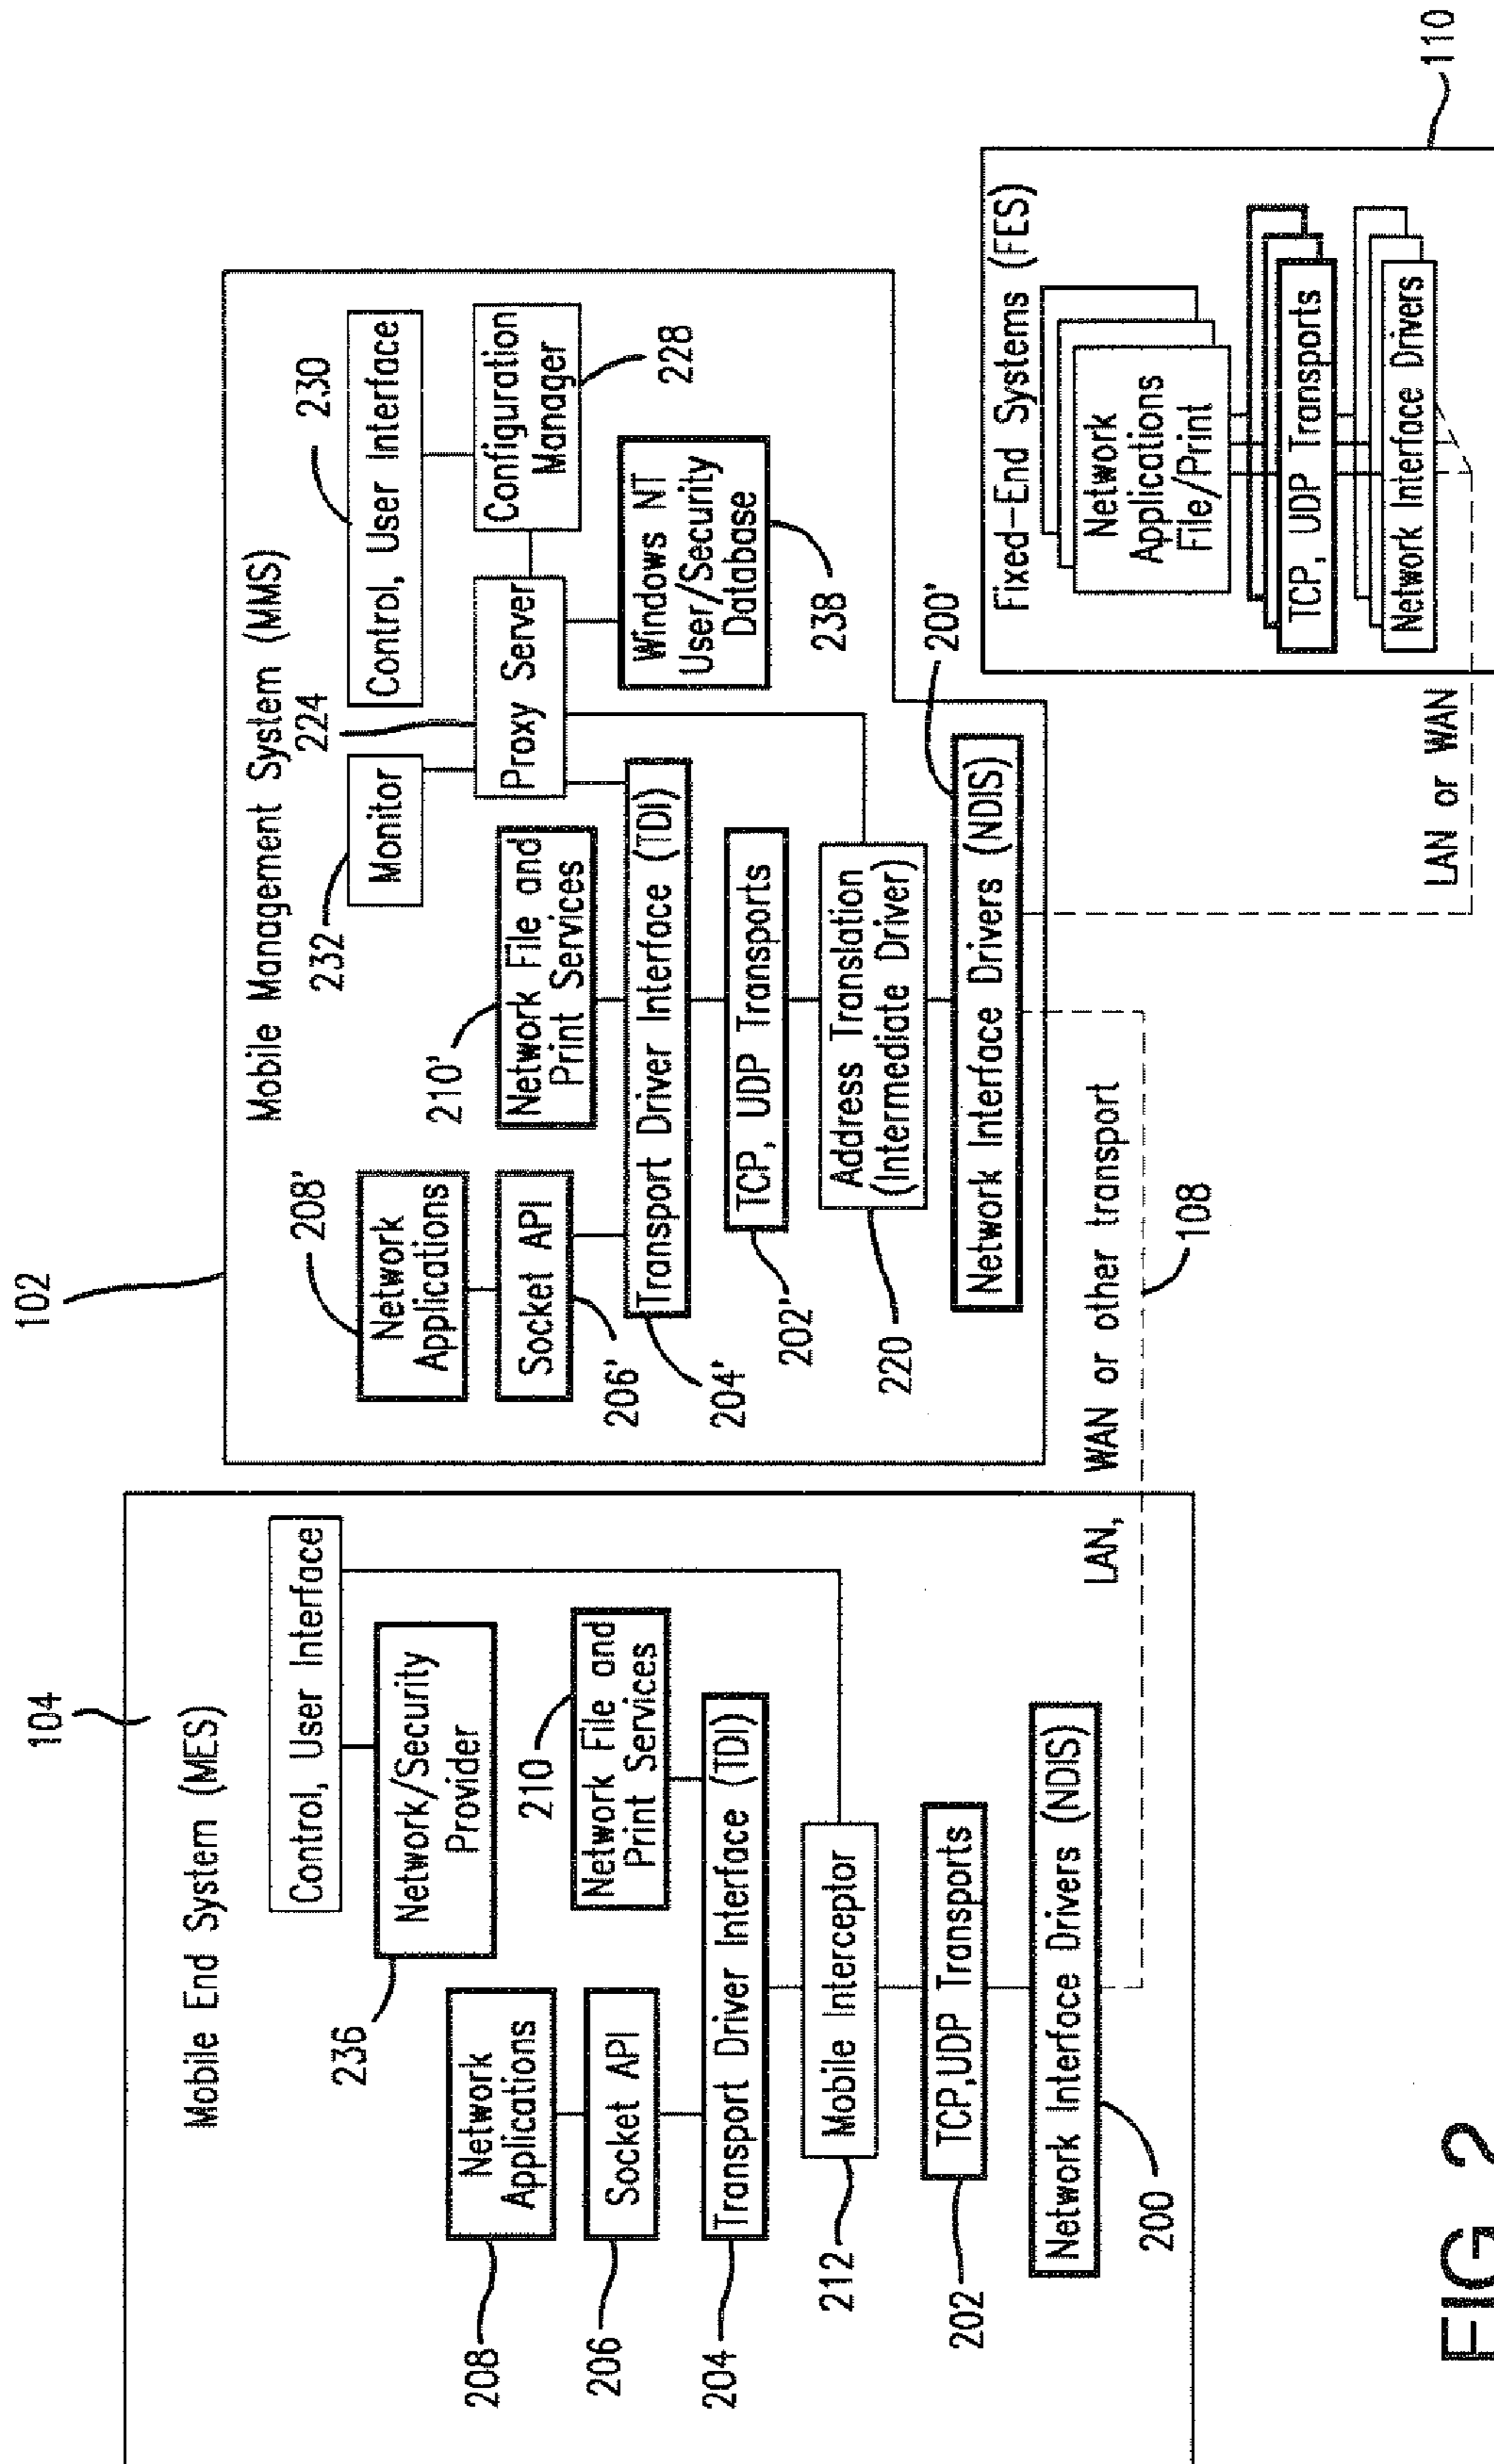 102
104
Mobile End System (MES)
Control, User Interface
Network/Security
Provider
236
Network
Applications
208
Socket API
206
210
Network File and
Print Services
Transport Driver Interface (TDI)
204
Mobile Interceptor
212
TCP,UDP Transports
202
Network Interface Drivers (NDIS)
200
Mobile Management System (MMS)
208'
Network
Applications
Socket API
206'
210'
Network File and
Print Services
232
Monitor
224
230
Control, User Interface
Proxy Server
Configuration
Manager
228
Windows NT
User/Security
Database
238
Transport Driver Interface (TDI)
204'
TCP, UDP Transports
202'
Address Translation
(Intermediate Driver)
220
Network Interface Drivers (NDIS)
200'
LAN, WAN or other transport
108
LAN or WAN
Fixed-End Systems (FES)
Network
Applications
File/Print
TCP, UDP Transports
Network Interface Drivers
110
FIG 2